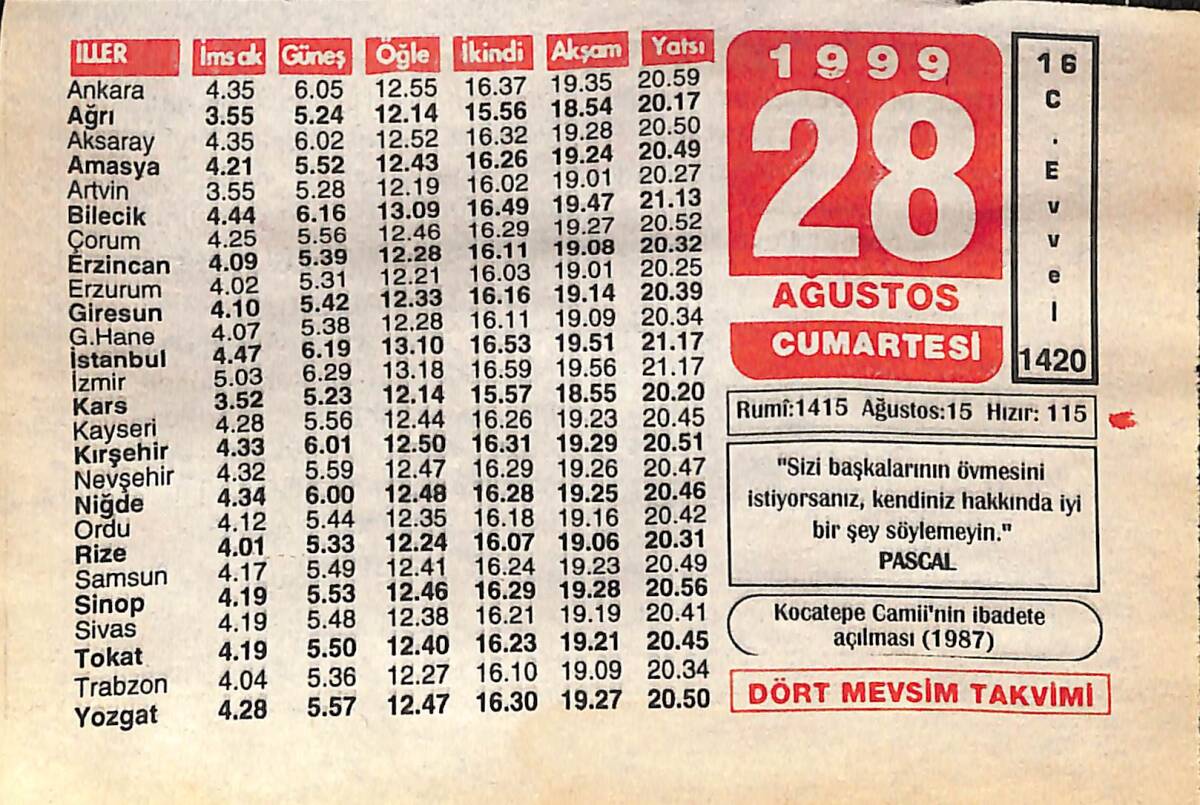 İLLER İmsak Güneş Öğle İkindi Akşam Yatsı
Ankara 4.35 6.05 12.55 16.37 19.35 20.59
Ağrı 3.55 5.24 12.14 15.56 18.54 20.17
Aksaray 4.35 6.02 12.52 16.32 19.28 20.50
Amasya 4.21 5.52 12.43 16.26 19.24 20.49
Artvin 3.55 5.28 12.19 16.02 19.01 20.27
Bilecik 4.44 6.16 13.09 16.49 19.47 21.13
Çorum 4.25 5.56 12.46 16.29 19.27 20.52
Erzincan 4.09 5.39 12.28 16.11 19.08 20.32
Erzurum 4.02 5.31 12.21 16.03 19.01 20.25
Giresun 4.10 5.42 12.33 16.16 19.14 20.39
G.Hane 4.07 5.38 12.28 16.11 19.09 20.34
İstanbul 4.47 6.19 13.10 16.53 19.51 21.17
İzmir 5.03 6.29 13.18 16.59 19.56 21.17
Kars 3.52 5.23 12.14 15.57 18.55 20.20
Kayseri 4.28 5.56 12.44 16.26 19.23 20.45
Kırşehir 4.33 6.01 12.50 16.31 19.29 20.51
Nevşehir 4.32 5.59 12.47 16.29 19.26 20.47
Niğde 4.34 6.00 12.48 16.28 19.25 20.46
Ordu 4.12 5.44 12.35 16.18 19.16 20.42
Rize 4.01 5.33 12.24 16.07 19.06 20.31
Samsun 4.17 5.49 12.41 16.24 19.23 20.49
Sinop 4.19 5.53 12.46 16.29 19.28 20.56
Sivas 4.19 5.48 12.38 16.21 19.19 20.41
Tokat 4.19 5.50 12.40 16.23 19.21 20.45
Trabzon 4.04 5.36 12.27 16.10 19.09 20.34
Yozgat 4.28 5.57 12.47 16.30 19.27 20.50
1999
28
AĞUSTOS
CUMARTESİ
16
C
.
E
v
v
e
l
1420
Rumî:1415 Ağustos:15 Hızır: 115
"Sizi başkalarının övmesini
istiyorsanız, kendiniz hakkında iyi
bir şey söylemeyin."
PASCAL
Kocatepe Camii'nin ibadete
açılması (1987)
DÖRT MEVSİM TAKVİMİ